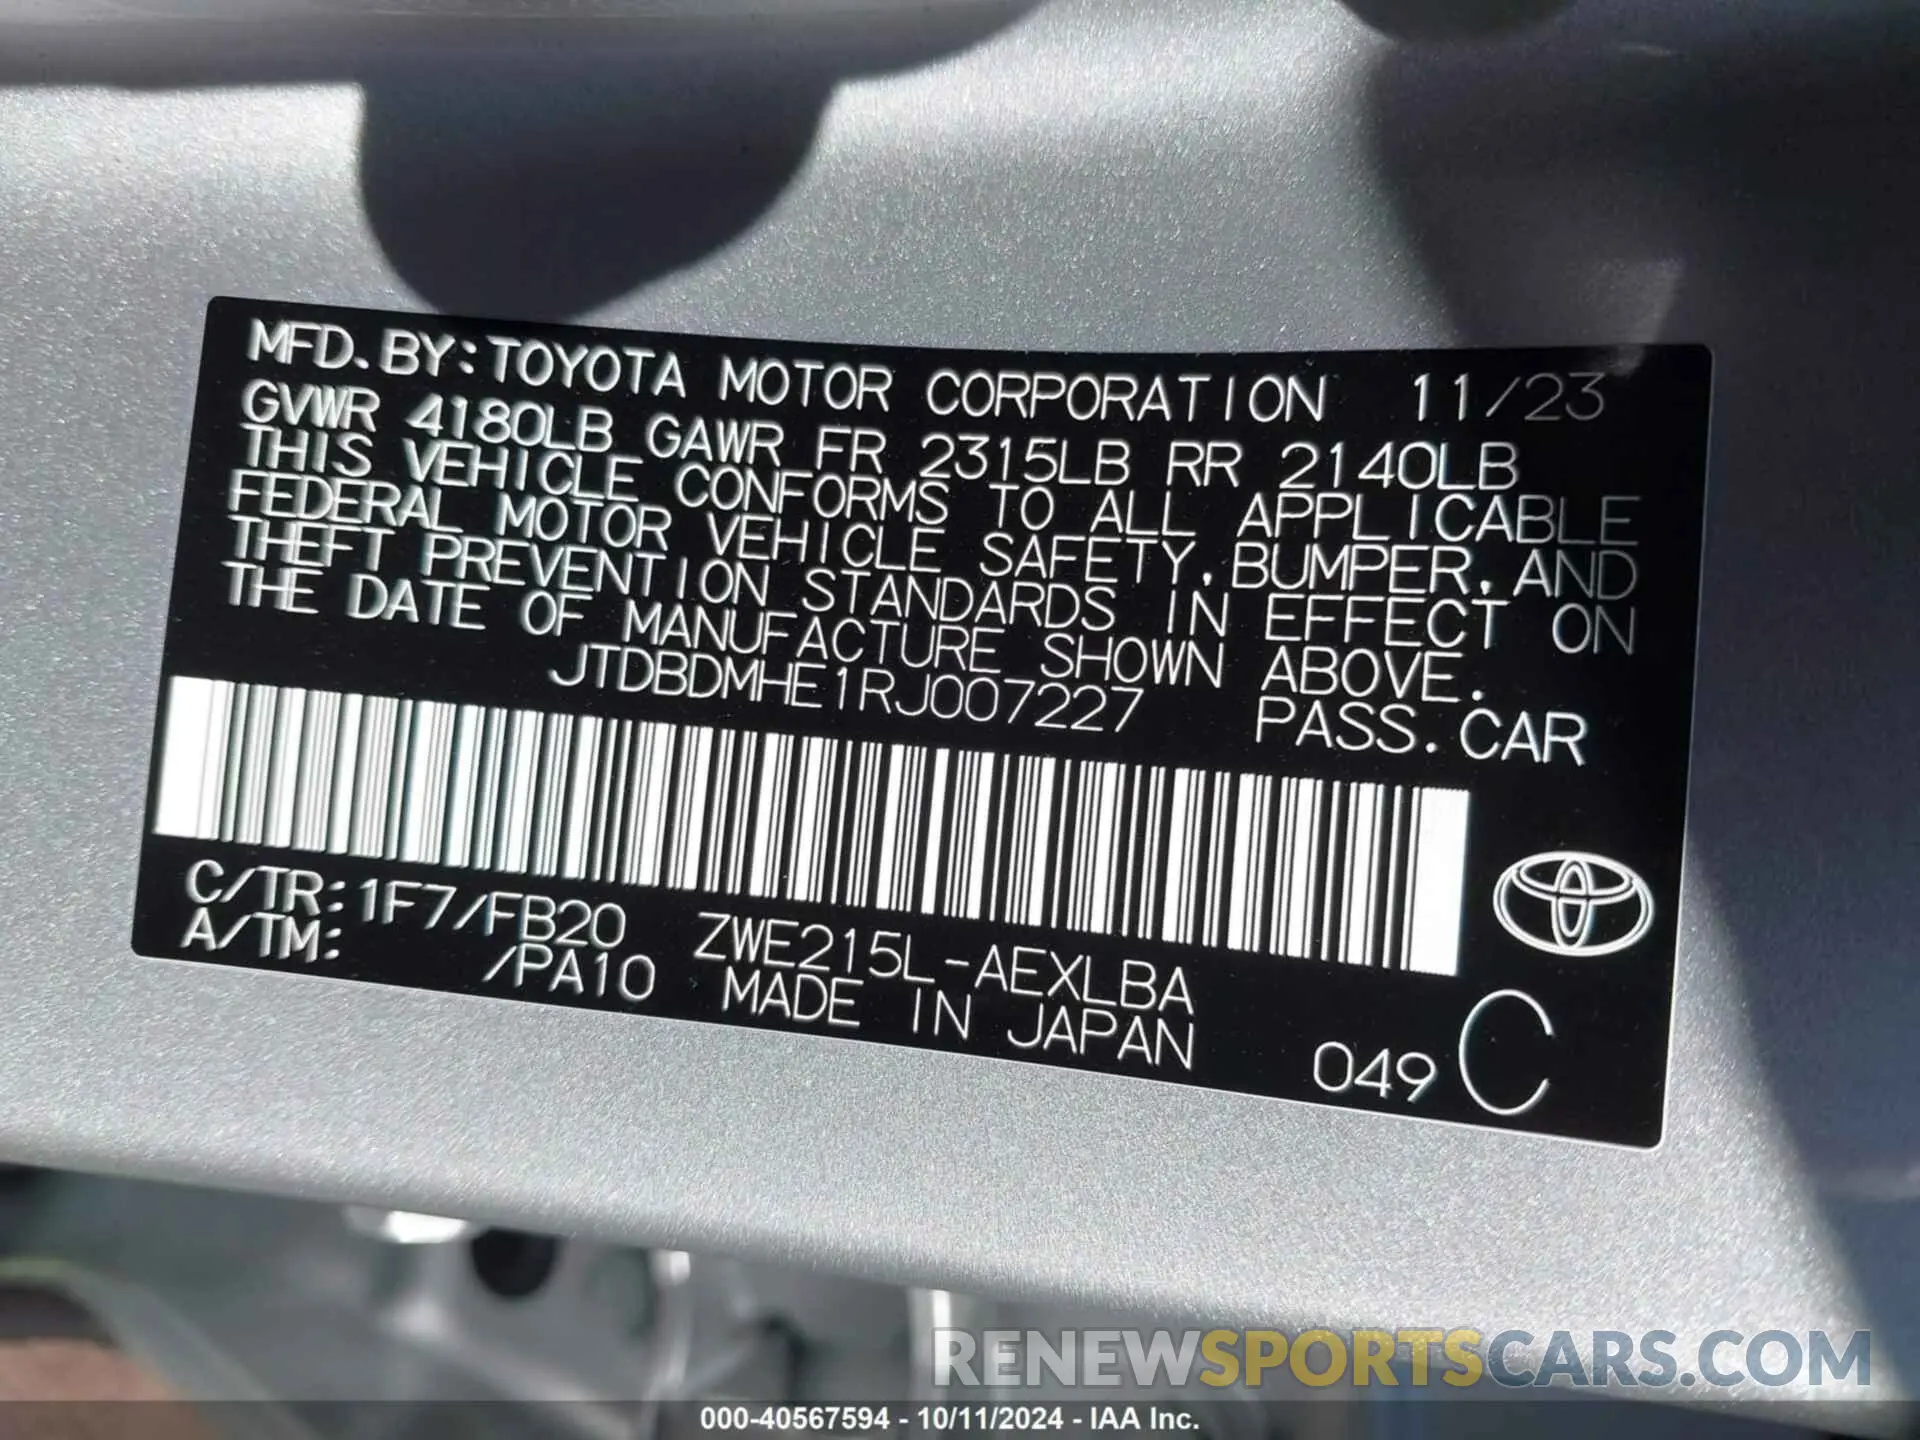 MFD. BY: TOYOTA MOTOR CORPORATION 11/23
GVWR 4180LB GAWR FR 2315LB RR 2140LB
THIS VEHICLE CONFORMS TO ALL APPLICABLE
FEDERAL MOTOR VEHICLE SAFETY, BUMPER, AND
THEFT PREVENTION STANDARDS IN EFFECT ON
THE DATE OF MANUFACTURE SHOWN ABOVE.
JTDBDMHE1RJ007227 PASS. CAR
C/TR: 1F7/FB20 ZWE215L-AEXLBA
A/TM: /PA10 MADE IN JAPAN
049 C
RENEWSPORTSCARS.COM
000-40567594 - 10/11/2024 - IAA Inc.